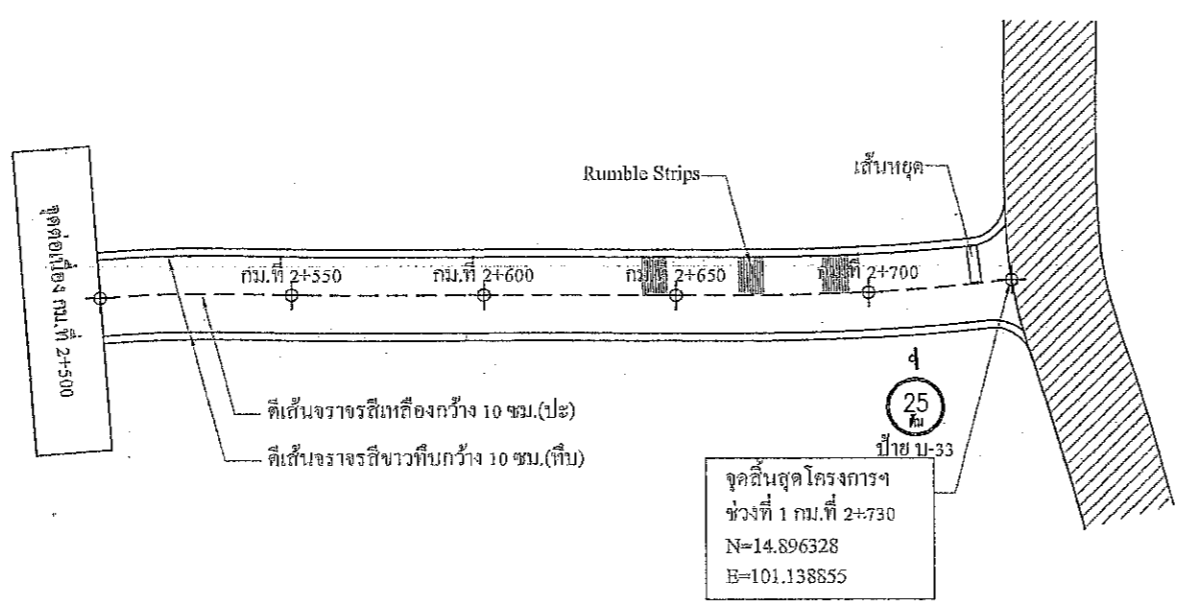 Rumble Strips
เส้นหยุด
จุดต่อเนื่อง กม.ที่ 2+500
กม.ที่ 2+550
กม.ที่ 2+600
กม.ที่ 2+650
กม.ที่ 2+700
ตีเส้นจราจรสีเหลืองกว้าง 10 ซม.(ปะ)
ตีเส้นจราจรสีขาวทึบกว้าง 10 ซม.(ทึบ)
25
ตัน
ป้าย บ-33
จุดสิ้นสุดโครงการฯ
ช่วงที่ 1 กม.ที่ 2+730
N=14.896328
E=101.138855